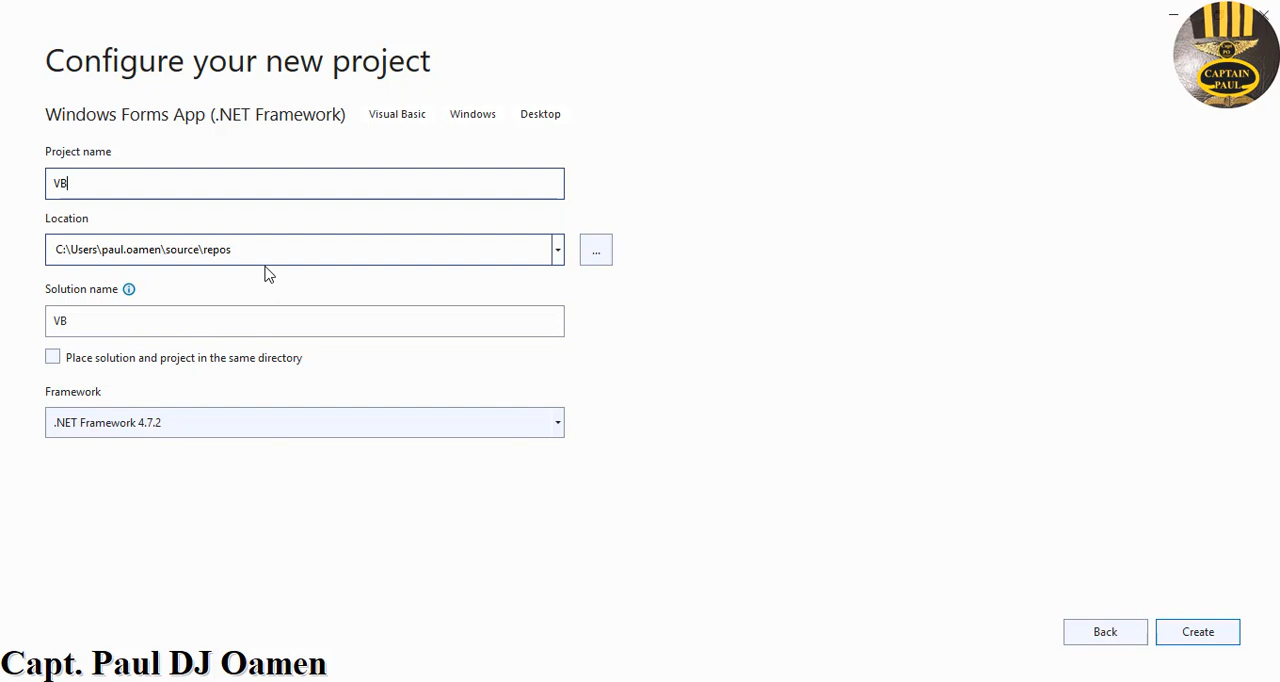 Configure your new project
Windows Forms App (.NET Framework) Visual Basic Windows Desktop
Project name
VB
Location
C:\Users\paul.oamen\source\repos
...
Solution name
VB
Place solution and project in the same directory
Framework
.NET Framework 4.7.2
Back
Create
Capt. Paul DJ Oamen
Capt
PO
CAPTAIN
PAUL